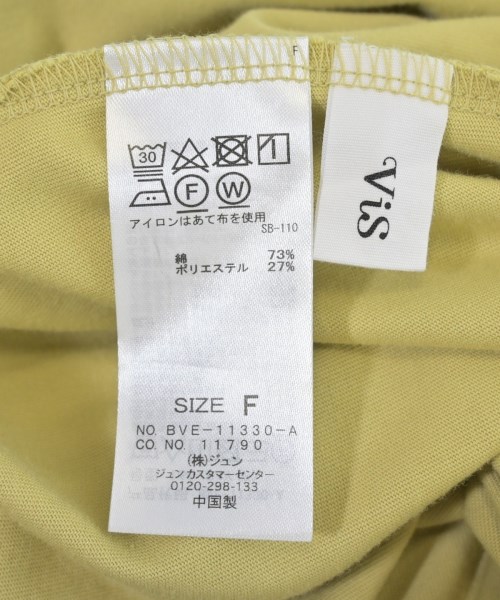 F
30
F W
アイロンはあて布を使用
SB-110
綿 73%
ポリエステル 27%
SIZE F
NO. BVE-11330-A
CO. NO. 11790
(株)ジュン
ジュンカスタマーセンター
0120-298-133
中国製
ViS